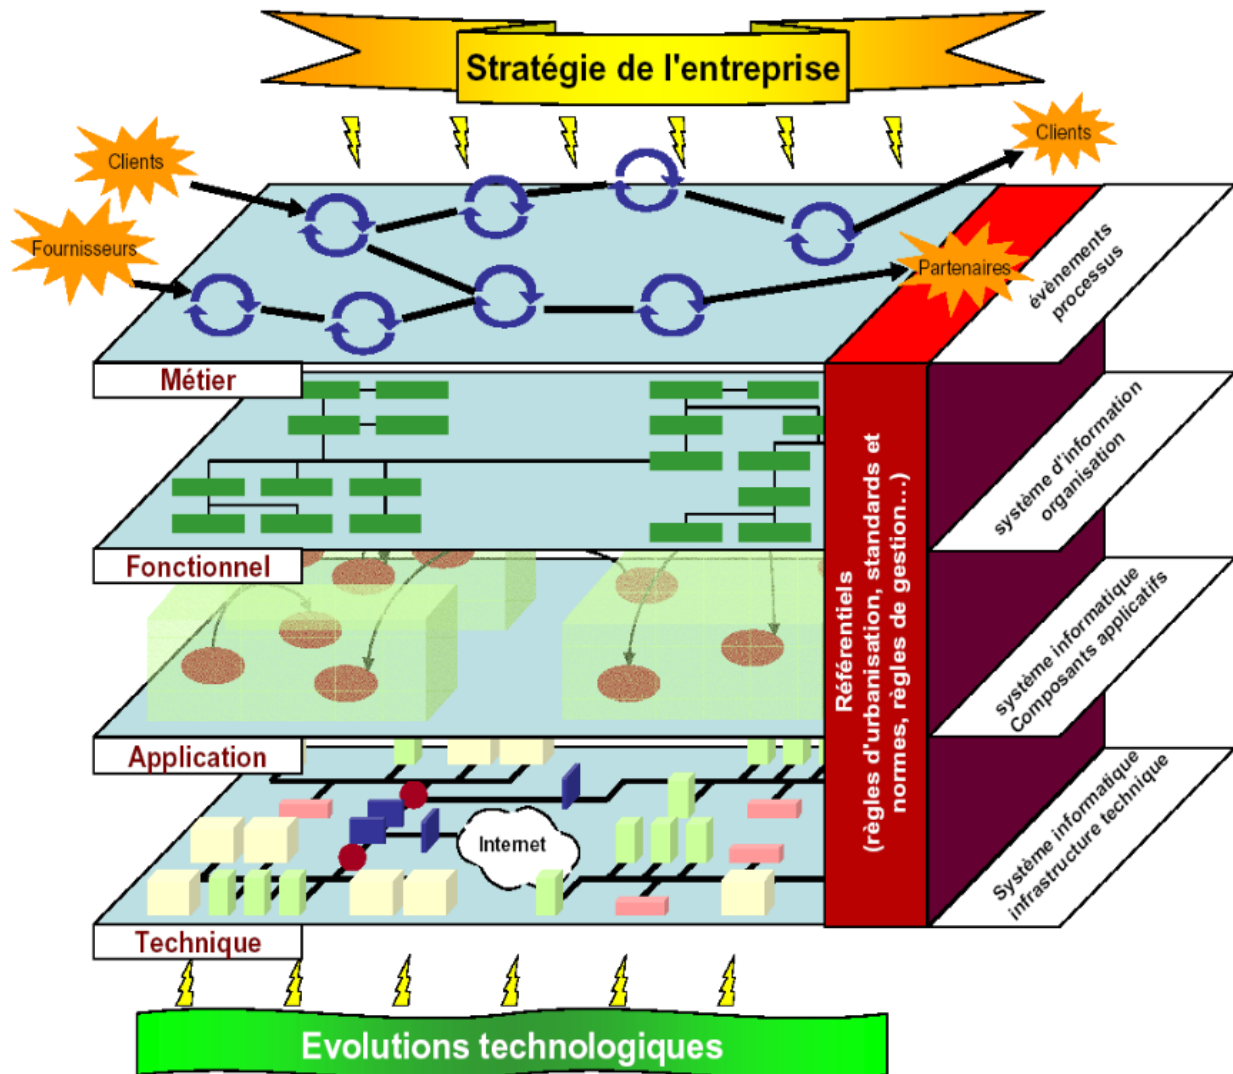 Stratégie de l'entreprise
Clients
Clients
Fournisseurs
Partenaires
évènements
processus
Métier
système d'information
organisation
Fonctionnel
système informatique
Composants applicatifs
Application
Référentiels
(règles d'urbanisation, standards et
normes, règles de gestion...)
Système informatique
infrastructure technique
Internet
Technique
Evolutions technologiques